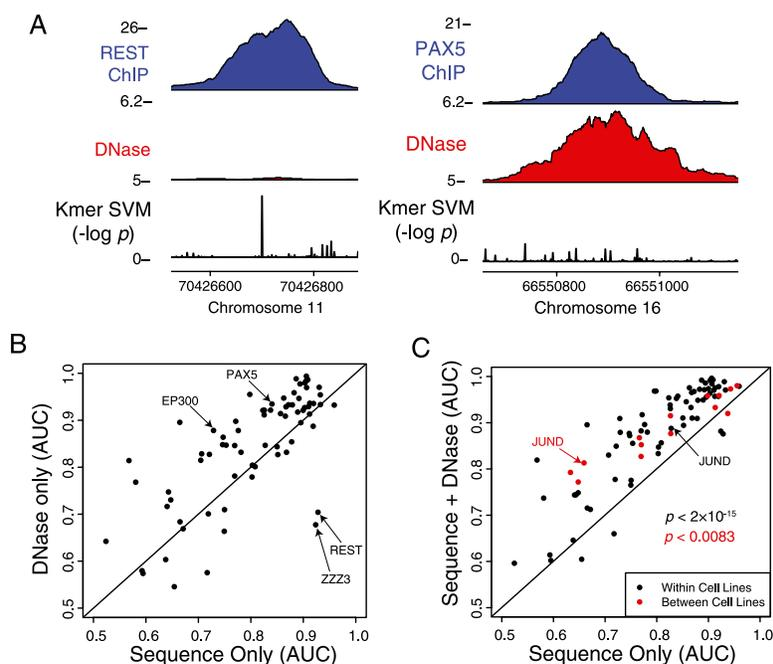 A
26–
REST
ChIP
6.2–
DNase
5–
Kmer SVM
(-log p)
0–
70426600 70426800
Chromosome 11
21–
PAX5
ChIP
6.2–
DNase
5–
Kmer SVM
(-log p)
0–
66550800 66551000
Chromosome 16
B
DNase only (AUC)
1.0
0.9
0.8
0.7
0.6
0.5
PAX5
EP300
REST
ZZZ3
0.5 0.6 0.7 0.8 0.9 1.0
Sequence Only (AUC)
C
Sequence + DNase (AUC)
1.0
0.9
0.8
0.7
0.6
0.5
JUND
JUND
p < 2×10-15
p < 0.0083
Within Cell Lines
Between Cell Lines
0.5 0.6 0.7 0.8 0.9 1.0
Sequence Only (AUC)